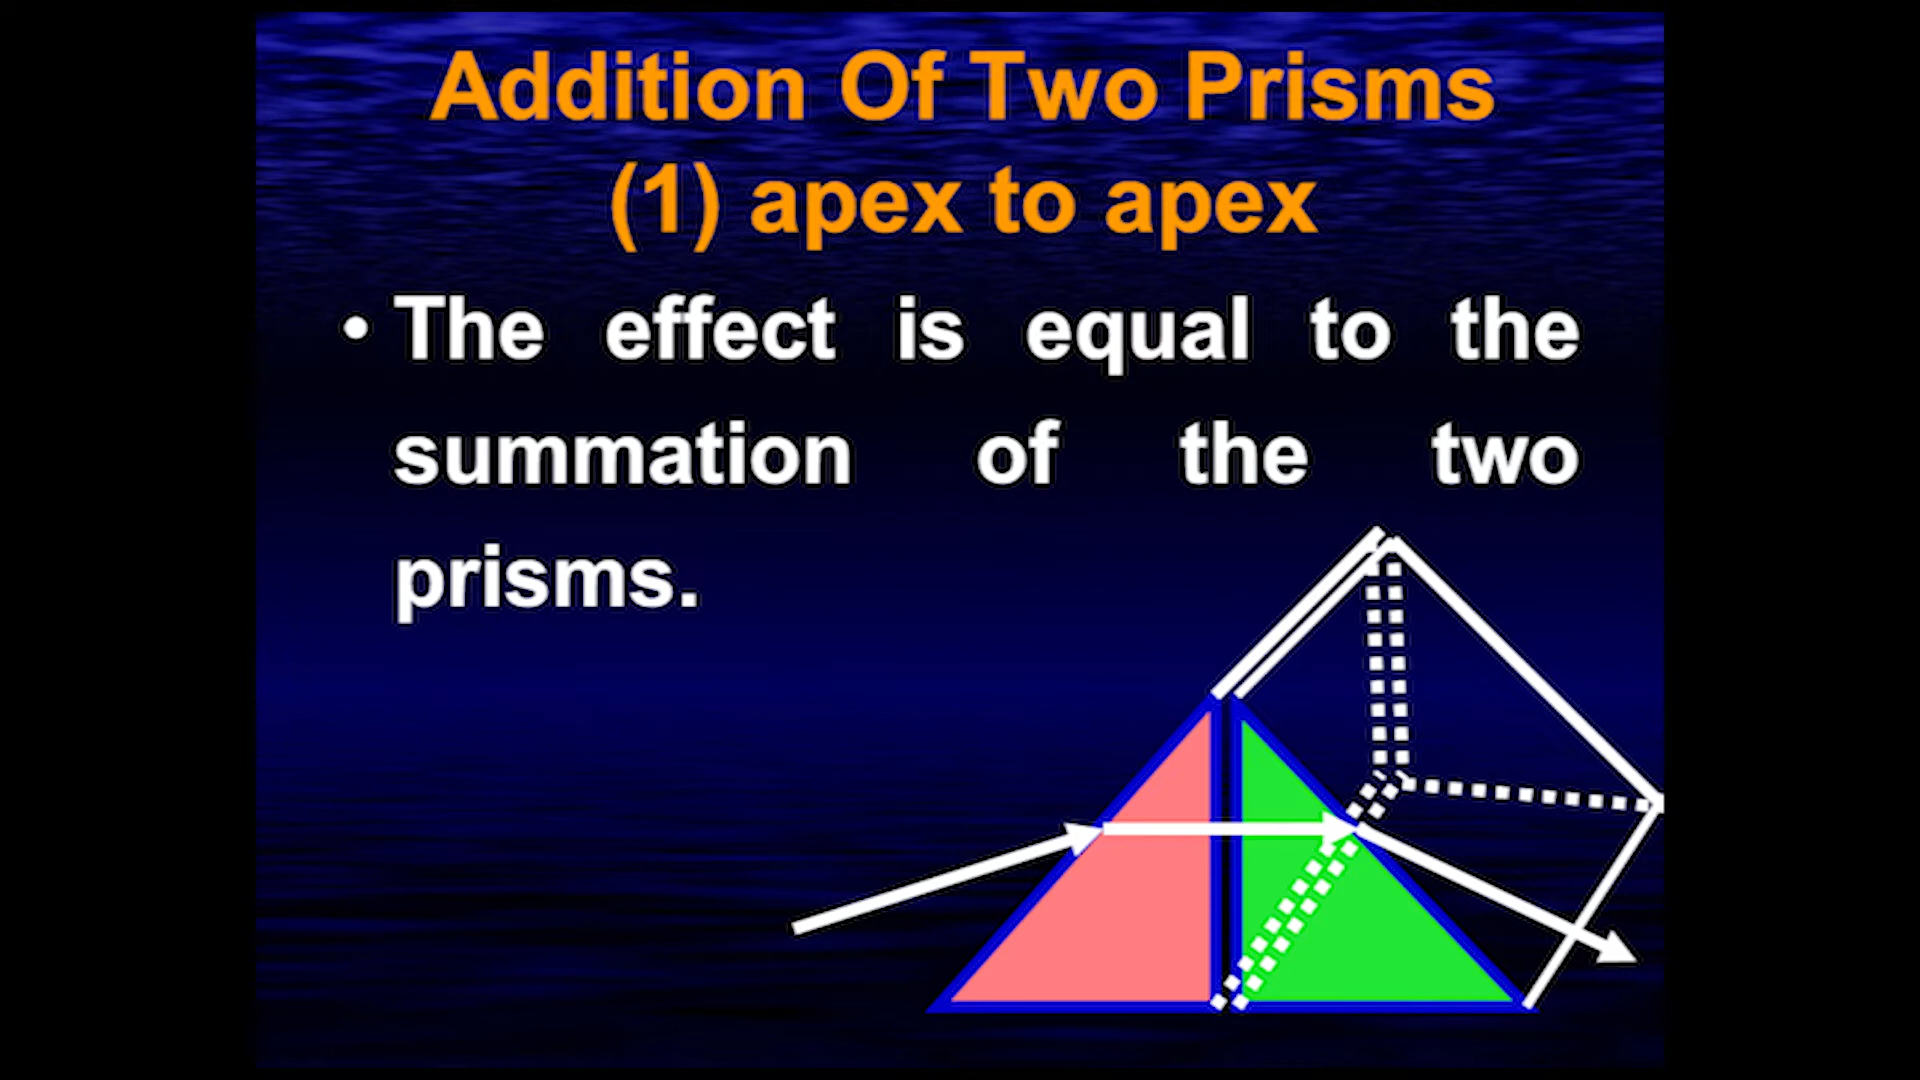 Addition Of Two Prisms
(1) apex to apex
• The effect is equal to the
summation of the two
prisms.